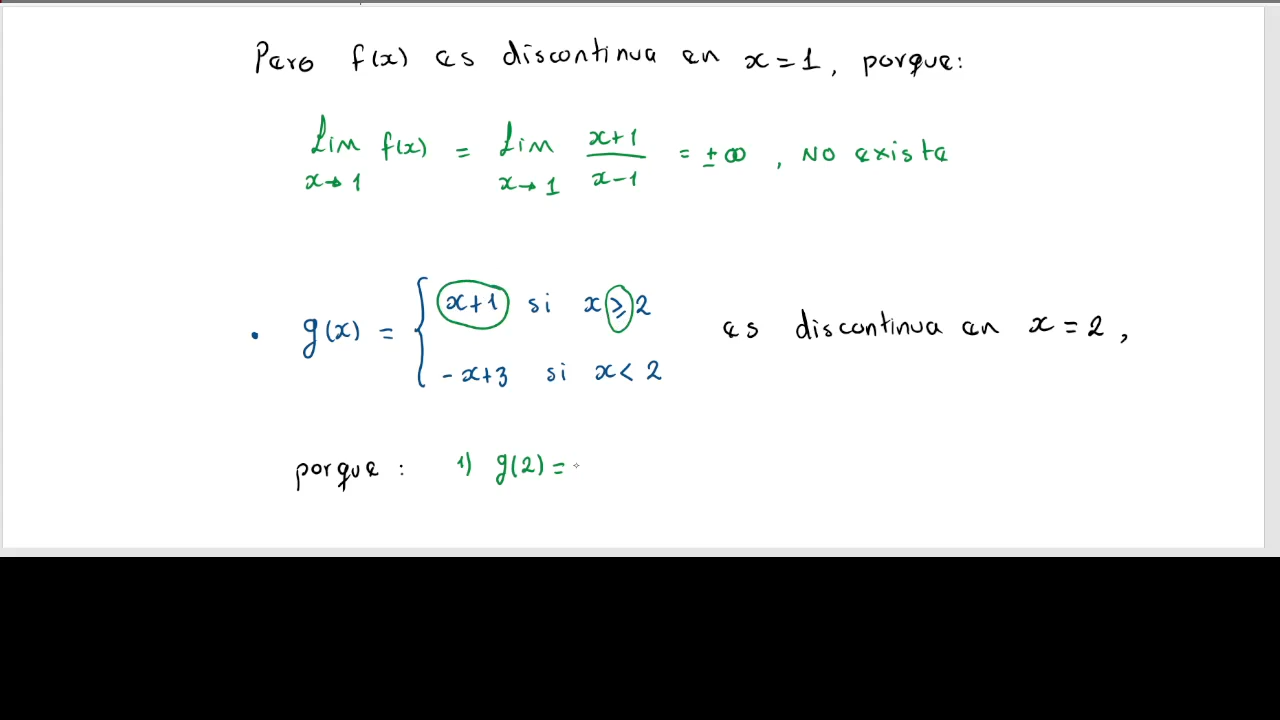 Pero f(x) es discontinua en x = 1, porque:
lim x→1 f(x) = lim x→1 (x+1)/(x-1) = ±∞, NO existe
• g(x) = { x+1 si x ≥ 2
-x+3 si x < 2 es discontinua en x = 2,
porque: 1) g(2) =